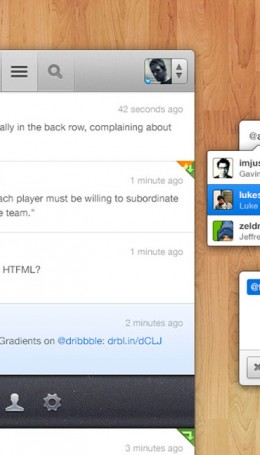 42 seconds ago
ally in the back row, complaining about
1 minute ago
ach player must be willing to subordinate
e team."
1 minute ago
HTFML?
2 minutes ago
Gradients on @dribbble: drbl.in/dCLJ
3 minutes ago
@a
imjus
Gavin
lukes
Luke
zeldn
Jeffre